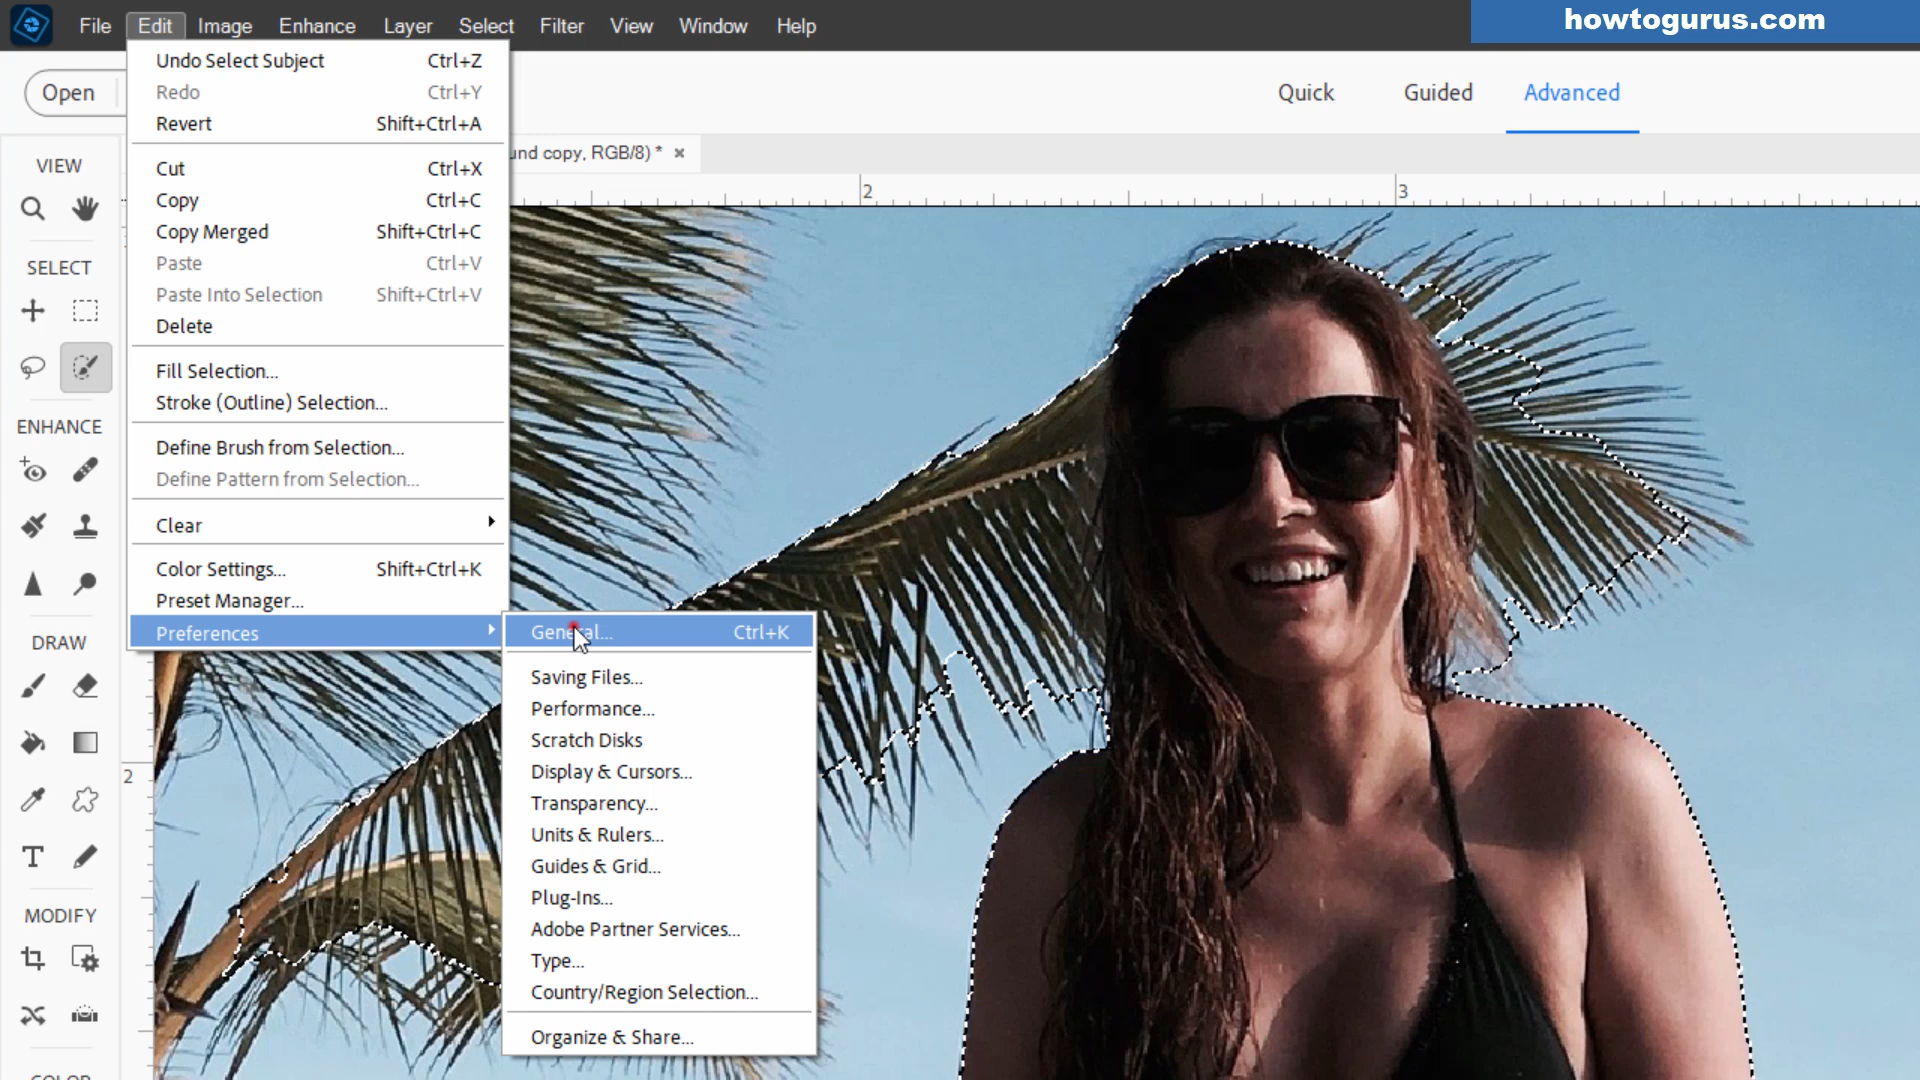 File Edit Image Enhance Layer Select Filter View Window Help
howtogurus.com
Open
Quick Guided Advanced
und copy, RGB/8) * ×
2 3
Undo Select Subject Ctrl+Z
Redo Ctrl+Y
Revert Shift+Ctrl+A
Cut Ctrl+X
Copy Ctrl+C
Copy Merged Shift+Ctrl+C
Paste Ctrl+V
Paste Into Selection Shift+Ctrl+V
Delete
Fill Selection...
Stroke (Outline) Selection...
Define Brush from Selection...
Define Pattern from Selection...
Clear
Color Settings... Shift+Ctrl+K
Preset Manager...
Preferences
General... Ctrl+K
Saving Files...
Performance...
Scratch Disks
Display & Cursors...
Transparency...
Units & Rulers...
Guides & Grid...
Plug-Ins...
Adobe Partner Services...
Type...
Country/Region Selection...
Organize & Share...
VIEW
SELECT
ENHANCE
DRAW
2
MODIFY
COLOR